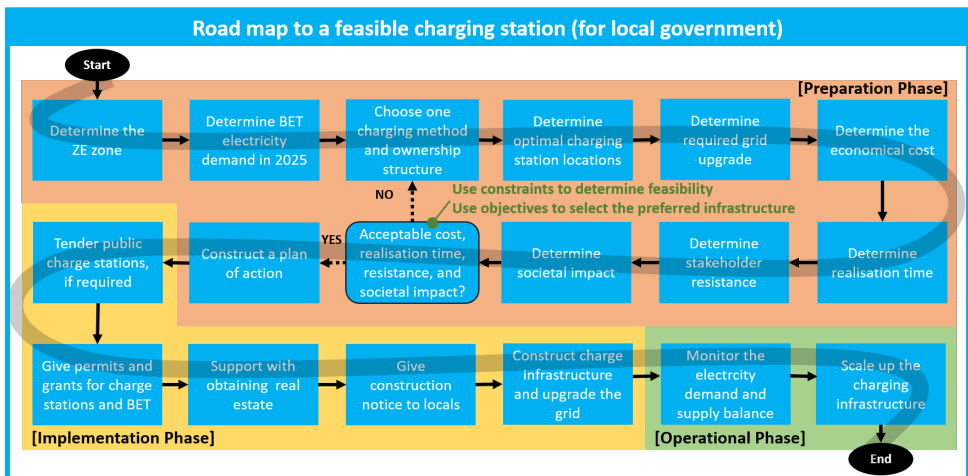 Road map to a feasible charging station (for local government)
Start
[Preparation Phase]
Determine the
ZE zone
Determine BET
electricity
demand in 2025
Choose one
charging method
and ownership
structure
Determine
optimal charging
station locations
Determine
required grid
upgrade
Determine the
economical cost
NO
Use constraints to determine feasibility
Use objectives to select the preferred infrastructure
Determine
realisation time
Determine
stakeholder
resistance
Determine
societal impact
Acceptable cost,
realisation time,
resistance, and
societal impact?
YES
Construct a plan
of action
Tender public
charge stations,
if required
Give permits and
grants for charge
stations and BET
Support with
obtaining real
estate
Give
construction
notice to locals
Construct charge
infrastructure
and upgrade the
grid
Monitor the
electrcity
demand and
supply balance
Scale up the
charging
infrastructure
[Implementation Phase]
[Operational Phase]
End